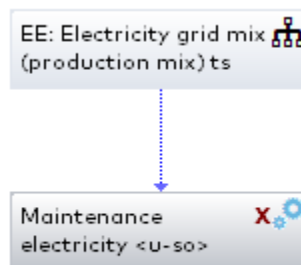 EE: Electricity grid mix
(production mix) ts
Maintenance X
electricity <u-so>